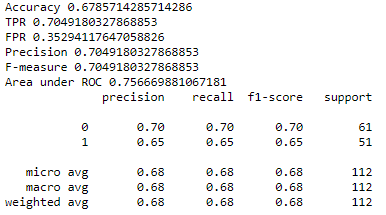 Accuracy 0.6785714285714286
TPR 0.7049180327868853
FPR 0.35294117647058826
Precision 0.7049180327868853
F-measure 0.7049180327868853
Area under ROC 0.756669881067181
precision recall f1-score support
0 0.70 0.70 0.70 61
1 0.65 0.65 0.65 51
micro avg 0.68 0.68 0.68 112
macro avg 0.68 0.68 0.68 112
weighted avg 0.68 0.68 0.68 112